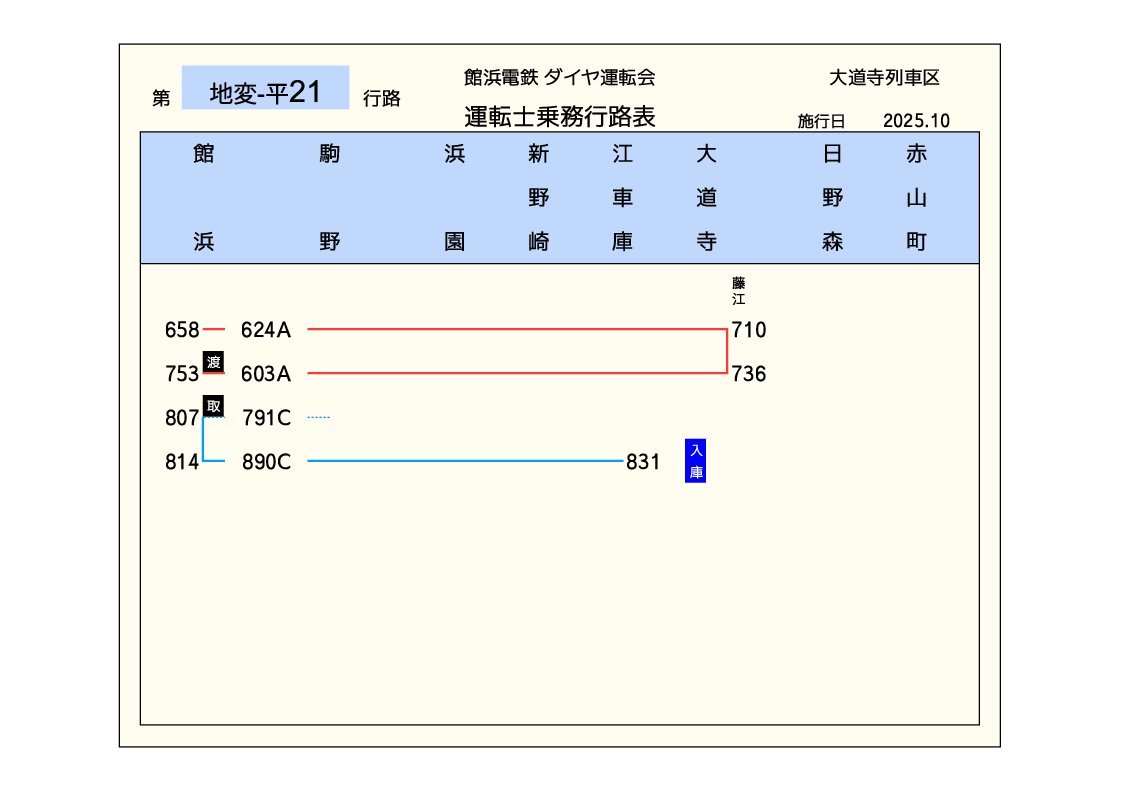 第 地変-平21 行路
館浜電鉄 ダイヤ運転会
運転士乗務行路表
大道寺列車区
施行日 2025.10
館浜 駒野 浜園 新野崎 江車庫 大道寺 日野森 赤山町
藤江
658 624A 710
渡
753 603A 736
取
807 791C
814 890C 831 入庫